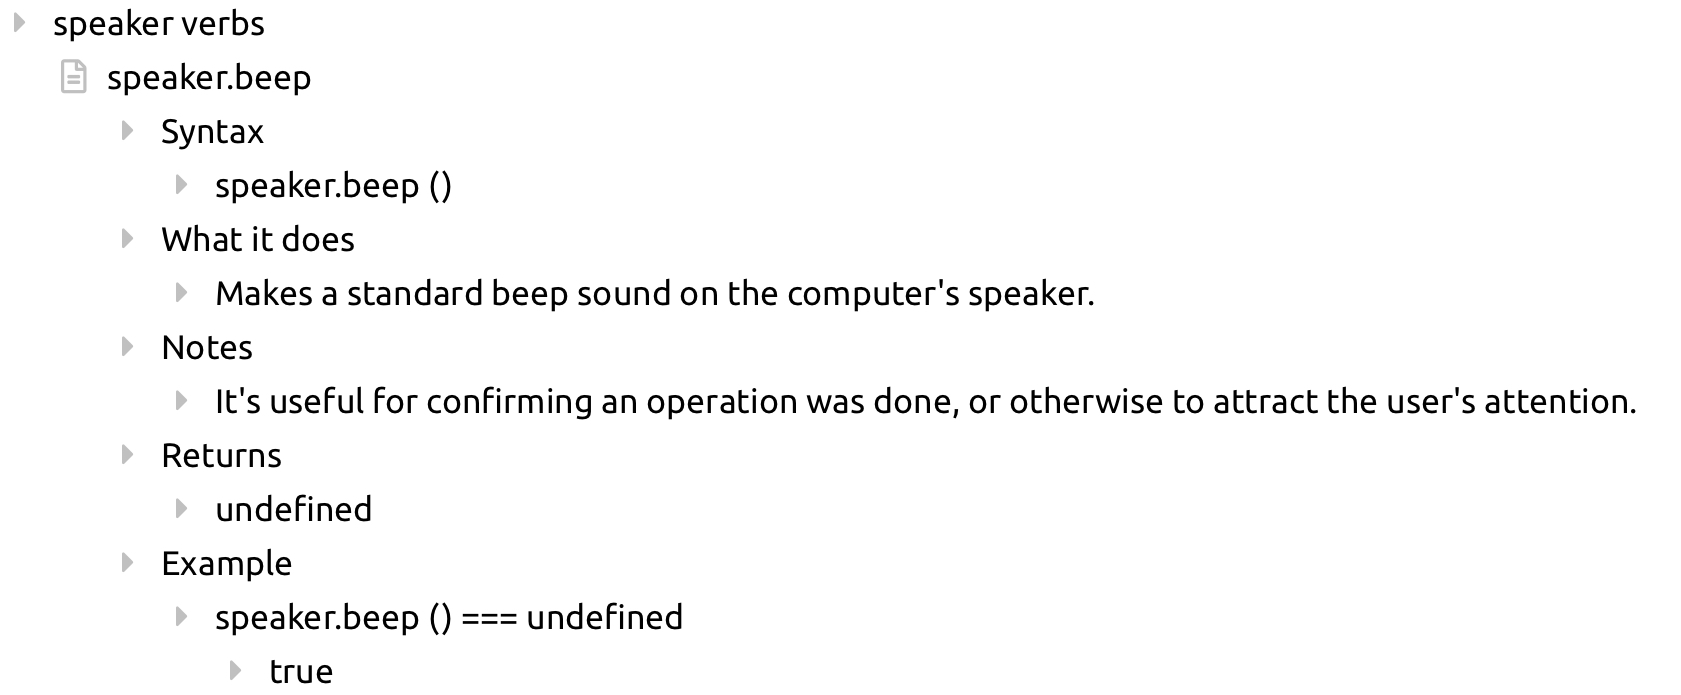 speaker verbs
speaker.beep
Syntax
speaker.beep ()
What it does
Makes a standard beep sound on the computer's speaker.
Notes
It's useful for confirming an operation was done, or otherwise to attract the user's attention.
Returns
undefined
Example
speaker.beep () === undefined
true